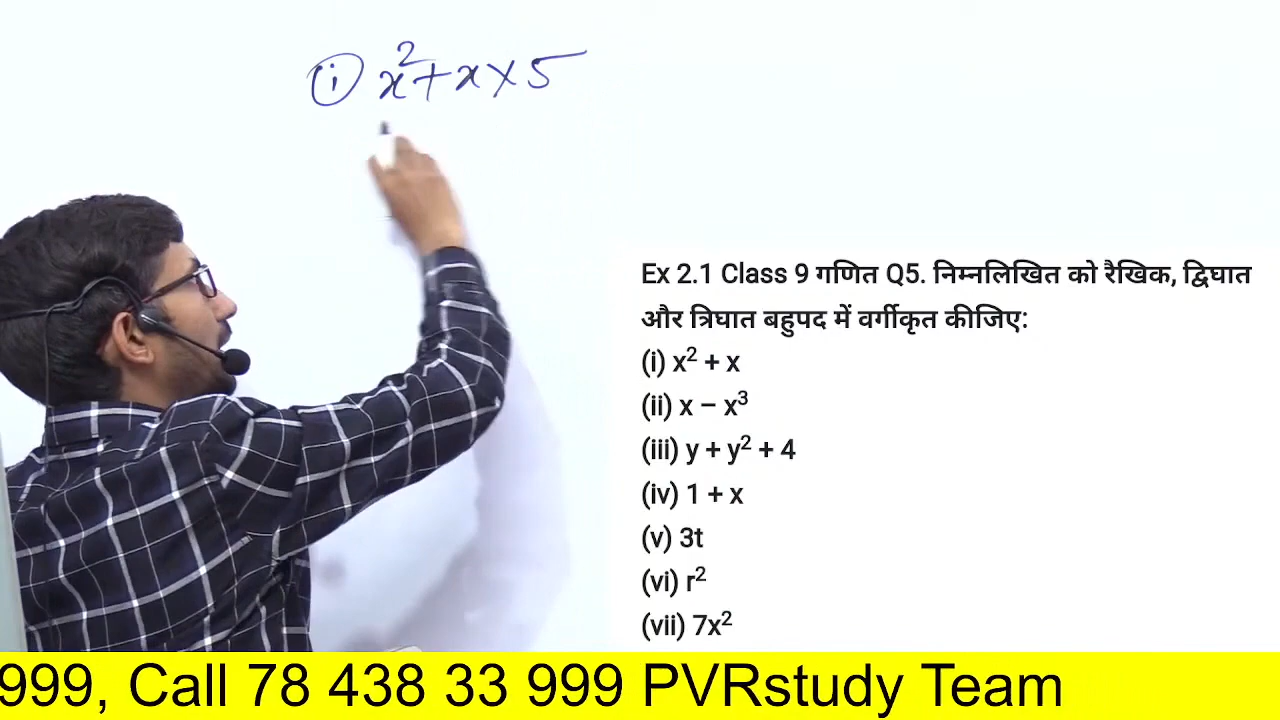 (i) x² + x × 5
Ex 2.1 Class 9 गणित Q5. निम्नलिखित को रैखिक, द्विघात
और त्रिघात बहुपद में वर्गीकृत कीजिए:
(i) x² + x
(ii) x – x³
(iii) y + y² + 4
(iv) 1 + x
(v) 3t
(vi) r²
(vii) 7x²
999, Call 78 438 33 999 PVRstudy Team